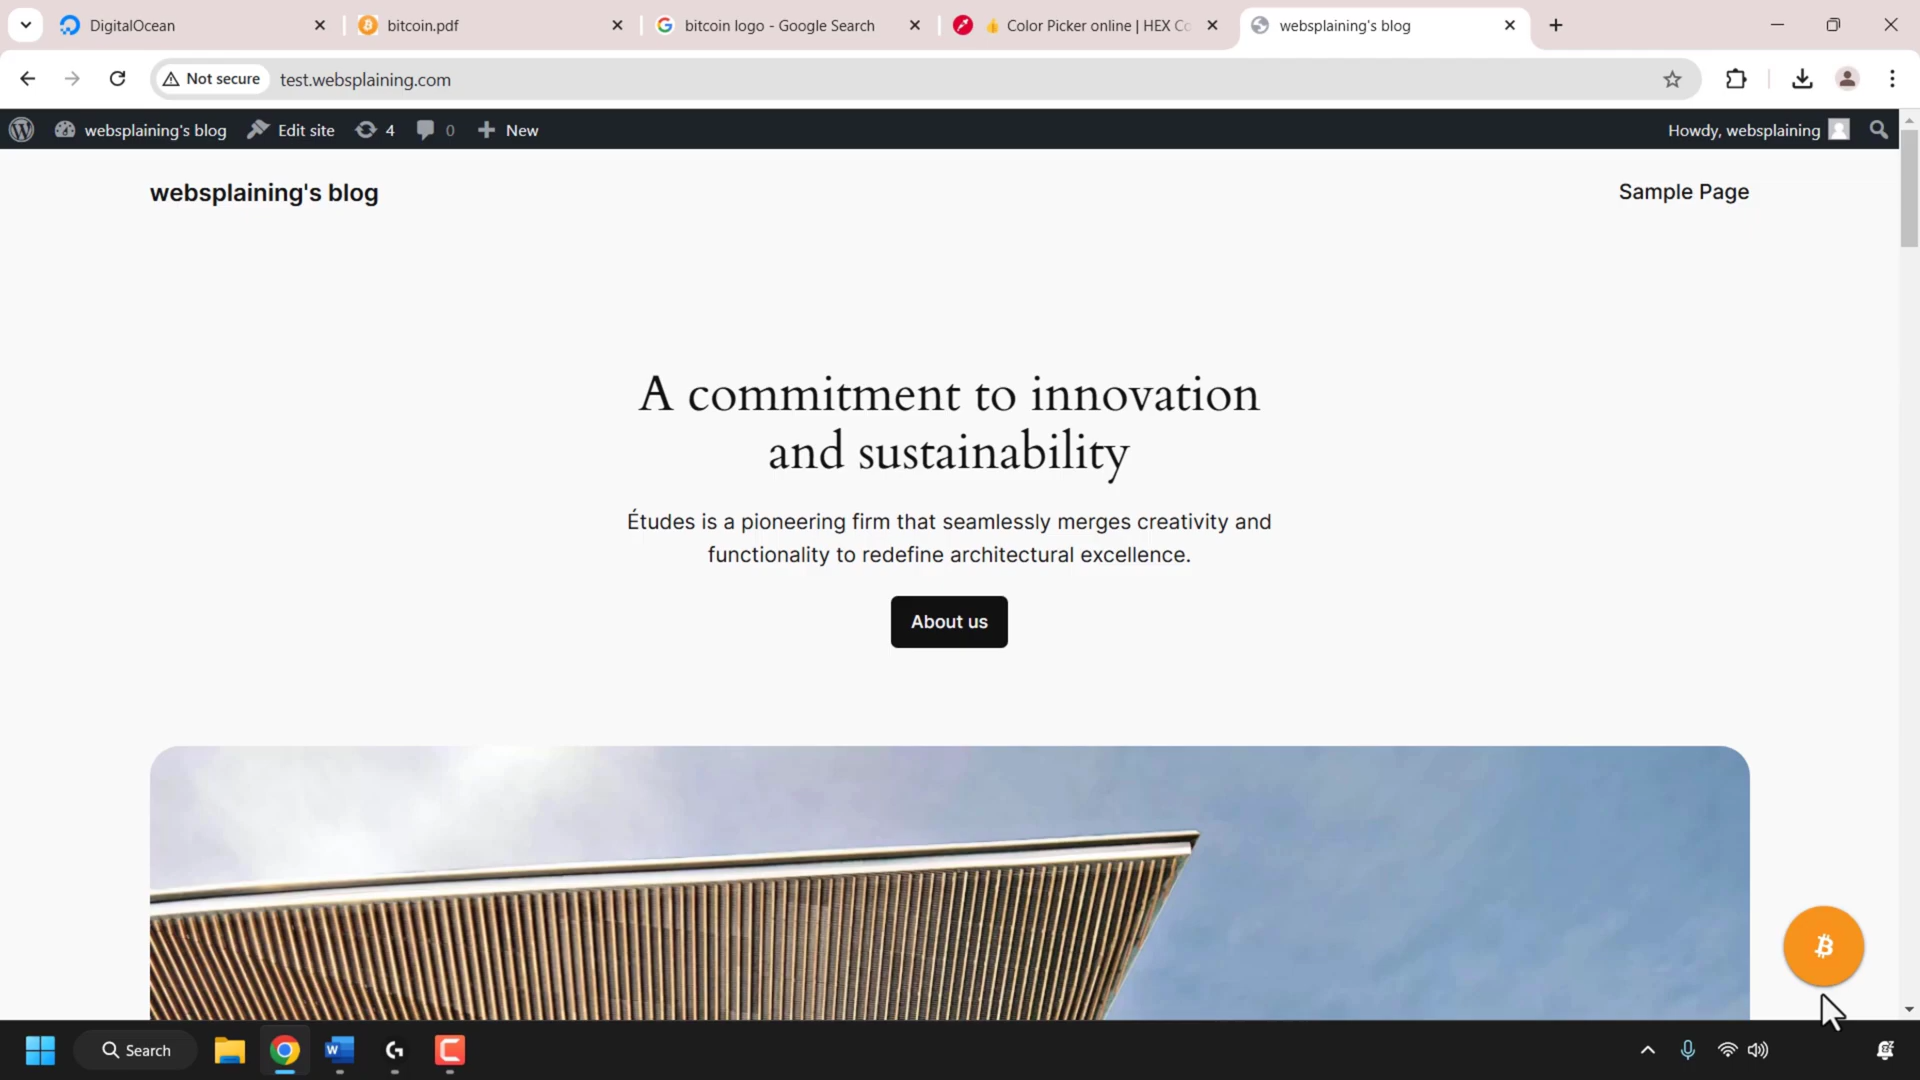 DigitalOcean
bitcoin.pdf
bitcoin logo - Google Search
👍 Color Picker online | HEX Co
websplaining's blog
Not secure
test.websplaining.com
websplaining's blog
Edit site
4
0
New
Howdy, websplaining
websplaining's blog
Sample Page
A commitment to innovation
and sustainability
Études is a pioneering firm that seamlessly merges creativity and
functionality to redefine architectural excellence.
About us
Search